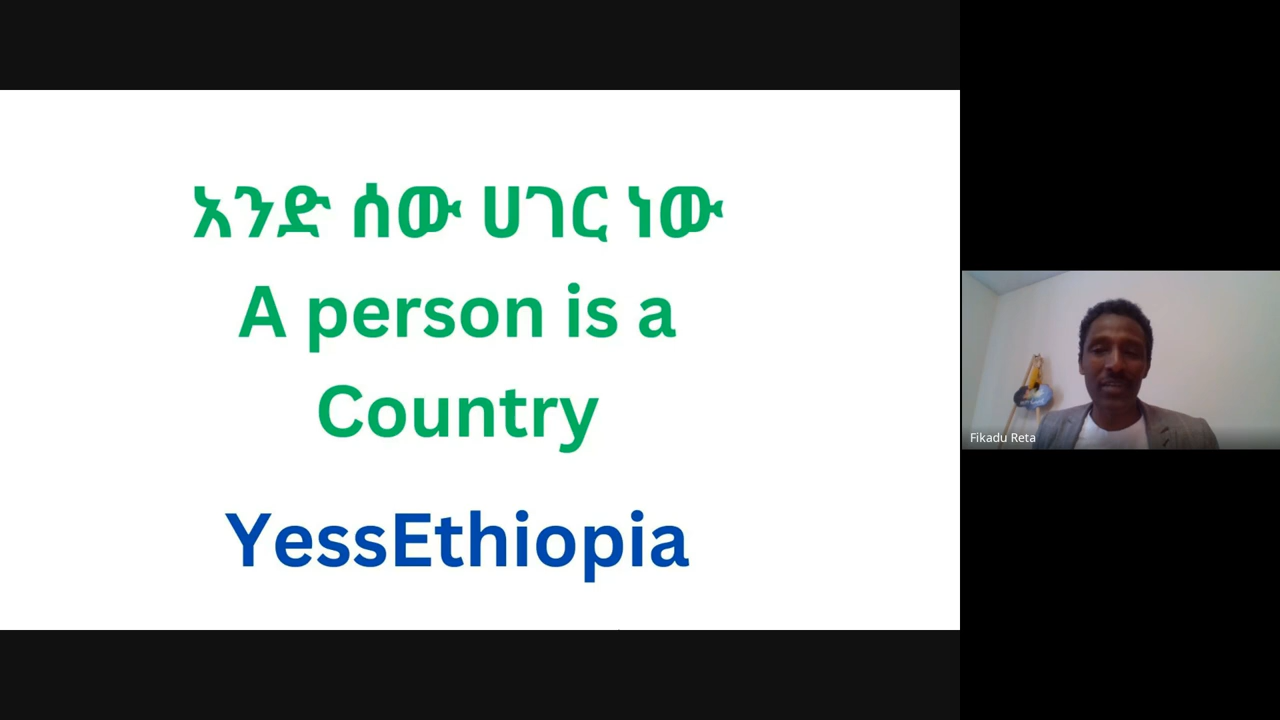 አንድ ሰው ሀገር ነው
A person is a
Country
YessEthiopia
Fikadu Reta